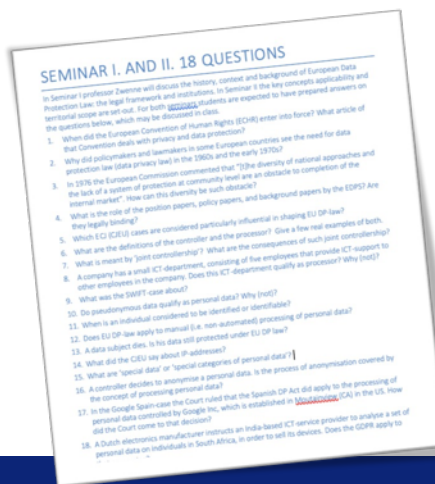 SEMINAR I. AND II. 18 QUESTIONS
In Seminar I professor Zwenne will discuss the history, context and background of European Data
Protection Law: the legal framework and institutions. In Seminar II the key concepts applicability and
territorial scope are set-out. For both seminars students are expected to have prepared answers on
the questions below, which may be discussed in class.
1. When did the European Convention of Human Rights (ECHR) enter into force? What article of
that Convention deals with privacy and data protection?
2. Why did policymakers and lawmakers in some European countries see the need for data
protection law (data privacy law) in the 1960s and the early 1970s?
3. In 1976 the European Commission commented that "[t]he diversity of national approaches and
the lack of a system of protection at community level are an obstacle to completion of the
internal market". How can this diversity be such obstacle?
4. What is the role of the position papers, policy papers, and background papers by the EDPS? Are
they legally binding?
5. Which ECJ (CJEU) cases are considered particularly influential in shaping EU DP-law?
6. What are the definitions of the controller and the processor? Give a few real examples of both.
7. What is meant by 'joint controllership'? What are the consequences of such joint controllership?
8. A company has a small ICT-department, consisting of five employees that provide ICT-support to
other employees in the company. Does this ICT-department qualify as processor? Why (not)?
9. What was the SWIFT-case about?
10. Do pseudonymous data qualify as personal data? Why (not)?
11. When is an individual considered to be identified or identifiable?
12. Does EU DP-law apply to manual (i.e. non-automated) processing of personal data?
13. A data subject dies. Is his data still protected under EU DP law?
14. What did the CJEU say about IP-addresses?
15. What are 'special data' or 'special categories of personal data'?
16. A controller decides to anonymise a personal data. Is the process of anonymisation covered by
the concept of processing personal data?
17. In the Google Spain-case the Court ruled that the Spanish DP Act did apply to the processing of
personal data controlled by Google Inc, which is established in Moutainview (CA) in the US. How
did the Court come to that decision?
18. A Dutch electronics manufacturer instructs an India-based ICT-service provider to analyse a set of
personal data on individuals in South Africa, in order to sell its devices. Does the GDPR apply to